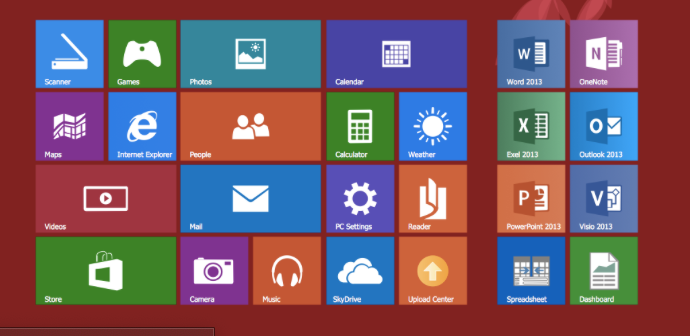 Scanner
Games
Photos
Calendar
Word 2013
OneNote
Maps
Internet Explorer
People
Calculator
Weather
Exel 2013
Outlook 2013
Videos
Mail
PC Settings
Reader
PowerPoint 2013
Visio 2013
Store
Camera
Music
SkyDrive
Upload Center
Spreadsheet
Dashboard